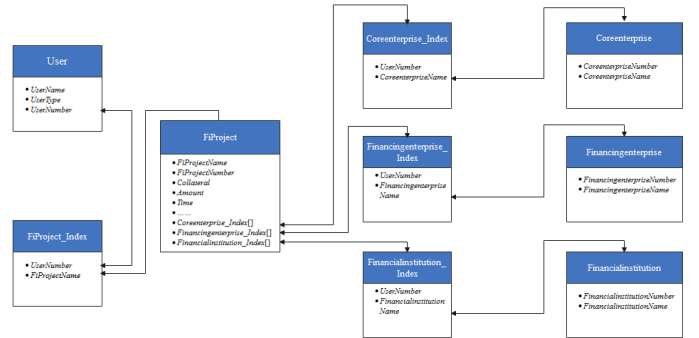 User
• UserName
• UserType
• UserNumber
FiProject_Index
• UserNumber
• FiProjectName
FiProject
• FiProjectName
• FiProjectNumber
• Collateral
• Amount
• Time
• ……
• Coreenterprise_Index[]
• Financingenterprise_Index[]
• Financialinstitution_Index[]
Coreenterprise_Index
• UserNumber
• CoreenterpriseName
Financingenterprise_
Index
• UserNumber
• Financingenterprise
Name
Financialinstitution_
Index
• UserNumber
• Financialinstitution
Name
Coreenterprise
• CoreenterpriseNumber
• CoreenterpriseName
Financingenterprise
• FinancingenterpriseNumber
• FinancingenterpriseName
Financialinstitution
• FinancialinstitutionNumber
• FinancialinstitutionName